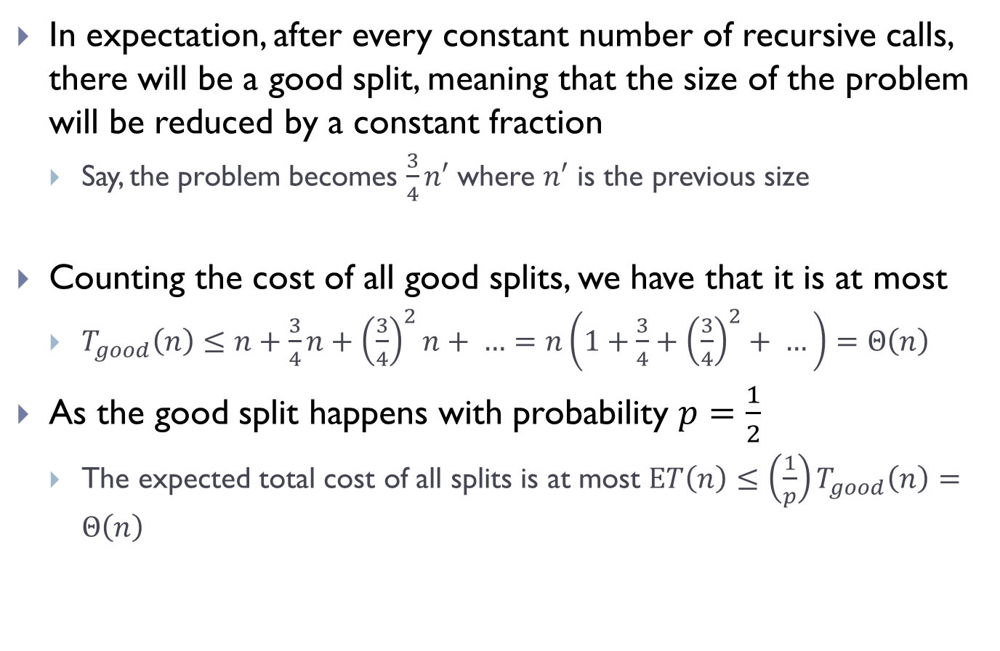 In expectation, after every constant number of recursive calls,
there will be a good split, meaning that the size of the problem
will be reduced by a constant fraction
Say, the problem becomes $\frac{3}{4}n'$ where $n'$ is the previous size
Counting the cost of all good splits, we have that it is at most
$T_{good}(n) \leq n + \frac{3}{4}n + \left(\frac{3}{4}\right)^2 n + \ ... = n\left(1 + \frac{3}{4} + \left(\frac{3}{4}\right)^2 + \ ...\right) = \Theta(n)$
As the good split happens with probability $p = \frac{1}{2}$
The expected total cost of all splits is at most $\mathrm{E}T(n) \leq \left(\frac{1}{p}\right) T_{good}(n) =$
$\Theta(n)$